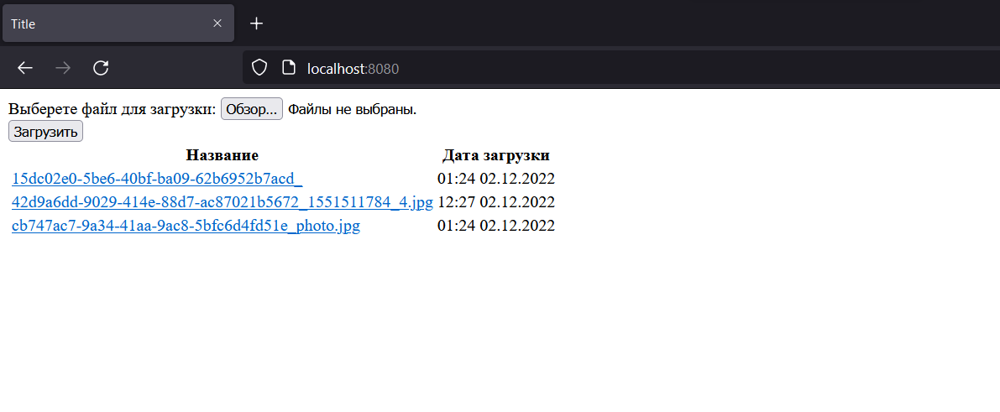 Title
localhost:8080
Выберете файл для загрузки: Обзор... Файлы не выбраны.
Загрузить
Название Дата загрузки
15dc02e0-5be6-40bf-ba09-62b6952b7acd_ 01:24 02.12.2022
42d9a6dd-9029-414e-88d7-ac87021b5672_1551511784_4.jpg 12:27 02.12.2022
cb747ac7-9a34-41aa-9ac8-5bfc6d4fd51e_photo.jpg 01:24 02.12.2022